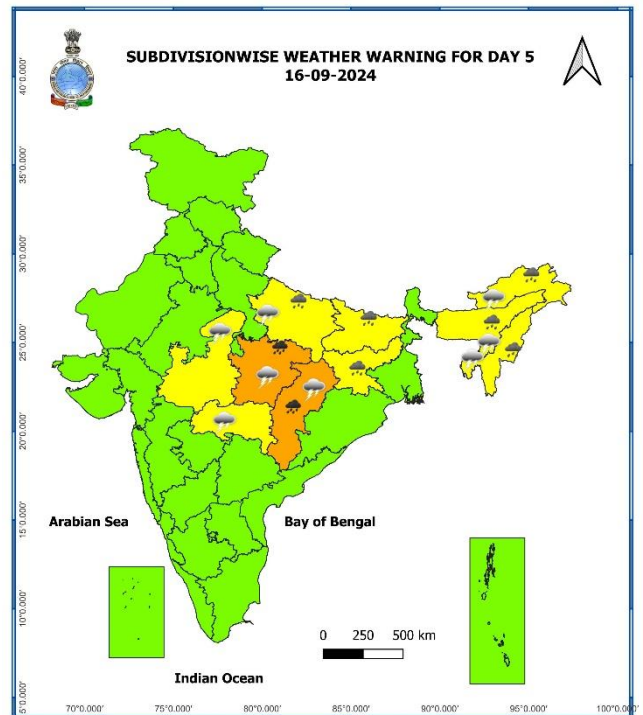 SUBDIVISIONWISE WEATHER WARNING FOR DAY 5
16-09-2024
40°0.000'
35°0.000'
30°0.000'
25°0.000'
20°0.000'
15°0.000'
10°0.000'
5°0.000'
Arabian Sea
Bay of Bengal
0 250 500 km
Indian Ocean
70°0.000' 75°0.000' 80°0.000' 85°0.000' 90°0.000' 95°0.000' 100°0.000'